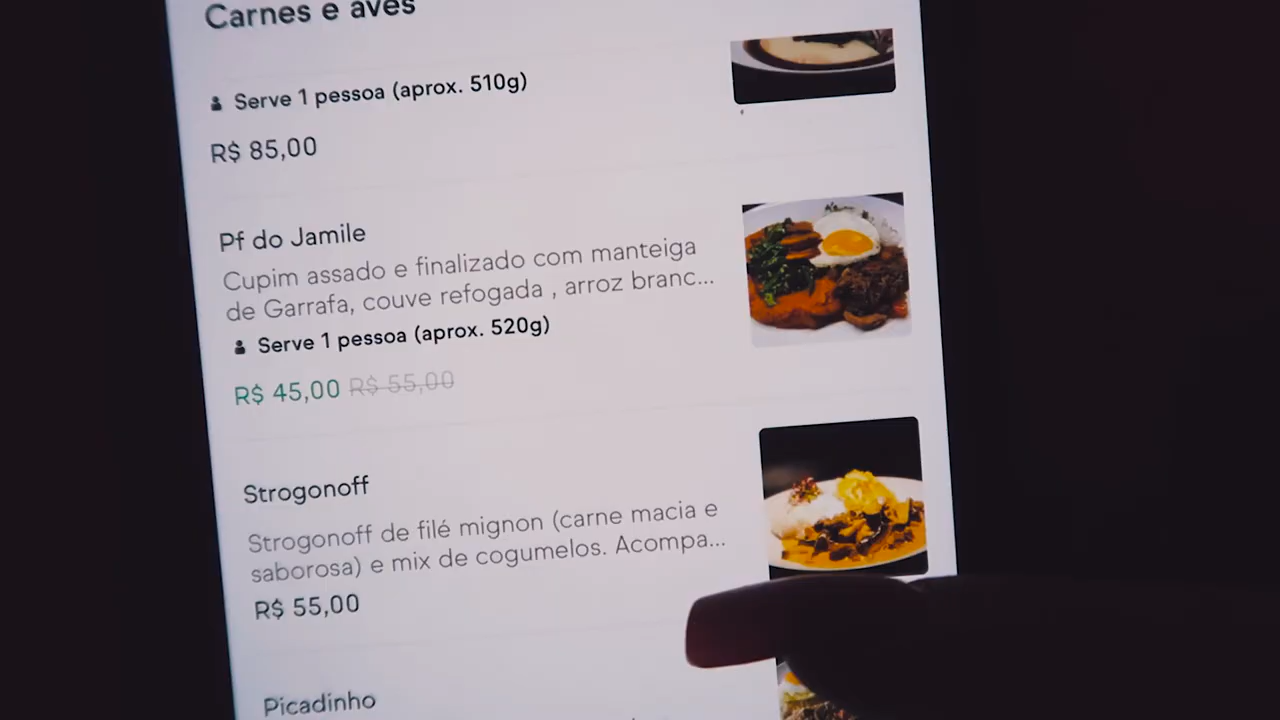 Carnes e aves
Serve 1 pessoa (aprox. 510g)
R$ 85,00
Pf do Jamile
Cupim assado e finalizado com manteiga
de Garrafa, couve refogada , arroz branc...
Serve 1 pessoa (aprox. 520g)
R$ 45,00 R$ 55,00
Strogonoff
Strogonoff de filé mignon (carne macia e
saborosa) e mix de cogumelos. Acompa...
R$ 55,00
Picadinho